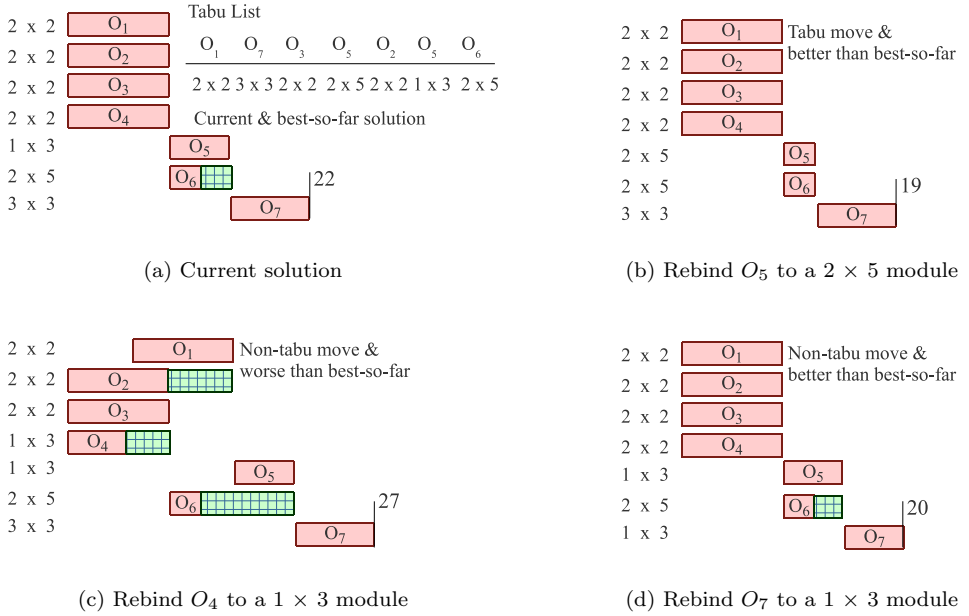 Tabu List
O1 O7 O3 O5 O2 O5 O6
2 x 2 3 x 3 2 x 2 2 x 5 2 x 2 1 x 3 2 x 5
Current & best-so-far solution
2 x 2 O1
2 x 2 O2
2 x 2 O3
2 x 2 O4
1 x 3 O5
2 x 5 O6 22
3 x 3 O7
(a) Current solution
Tabu move &
better than best-so-far
2 x 2 O1
2 x 2 O2
2 x 2 O3
2 x 2 O4
2 x 5 O5
2 x 5 O6 19
3 x 3 O7
(b) Rebind O5 to a 2 × 5 module
Non-tabu move &
worse than best-so-far
2 x 2 O1
2 x 2 O2
2 x 2 O3
1 x 3 O4
1 x 3 O5
2 x 5 O6 27
3 x 3 O7
(c) Rebind O4 to a 1 × 3 module
Non-tabu move &
better than best-so-far
2 x 2 O1
2 x 2 O2
2 x 2 O3
2 x 2 O4
1 x 3 O5
2 x 5 O6 20
1 x 3 O7
(d) Rebind O7 to a 1 × 3 module